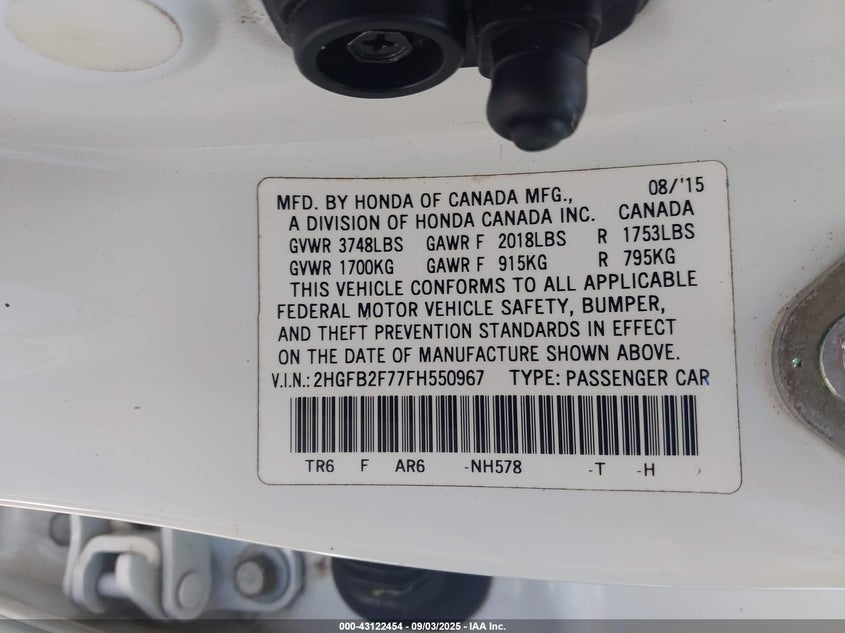 MFD. BY HONDA OF CANADA MFG., 08/'15
A DIVISION OF HONDA CANADA INC. CANADA
GVWR 3748LBS GAWR F 2018LBS R 1753LBS
GVWR 1700KG GAWR F 915KG R 795KG
THIS VEHICLE CONFORMS TO ALL APPLICABLE
FEDERAL MOTOR VEHICLE SAFETY, BUMPER,
AND THEFT PREVENTION STANDARDS IN EFFECT
ON THE DATE OF MANUFACTURE SHOWN ABOVE.
V.I.N.: 2HGFB2F77FH550967 TYPE: PASSENGER CAR
TR6 F AR6 -NH578 -T -H
000-43122454 - 09/03/2025 - IAA Inc.